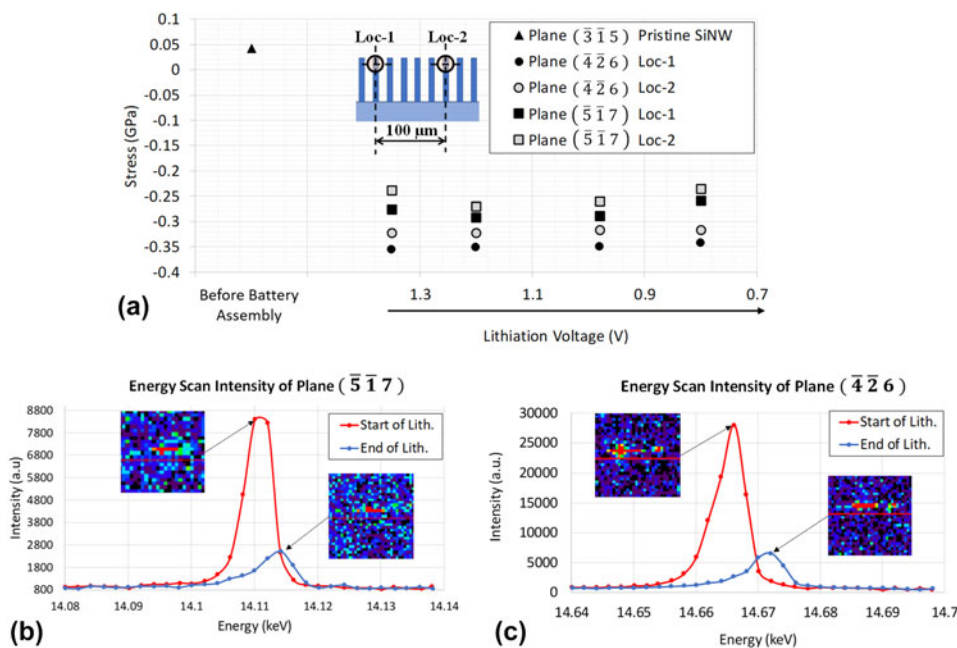 0.1
0.05
0
-0.05
-0.1
-0.15
-0.2
-0.25
-0.3
-0.35
-0.4
Stress (GPa)
Loc-1 Loc-2
100 μm
Plane (3̅ 1̅ 5) Pristine SiNW
Plane (4̅ 2̅ 6) Loc-1
Plane (4̅ 2̅ 6) Loc-2
Plane (5̅ 1̅ 7) Loc-1
Plane (5̅ 1̅ 7) Loc-2
Before Battery
Assembly
1.3 1.1 0.9 0.7
Lithiation Voltage (V)
(a)
Energy Scan Intensity of Plane (5̅ 1̅ 7)
8800
7800
6800
5800
4800
3800
2800
1800
800
Intensity (a.u)
Start of Lith.
End of Lith.
14.08 14.09 14.1 14.11 14.12 14.13 14.14
Energy (keV)
(b)
Energy Scan Intensity of Plane (4̅ 2̅ 6)
30000
25000
20000
15000
10000
5000
0
Intensity (a.u.)
Start of Lith.
End of Lith.
14.64 14.65 14.66 14.67 14.68 14.69 14.7
Energy (keV)
(c)